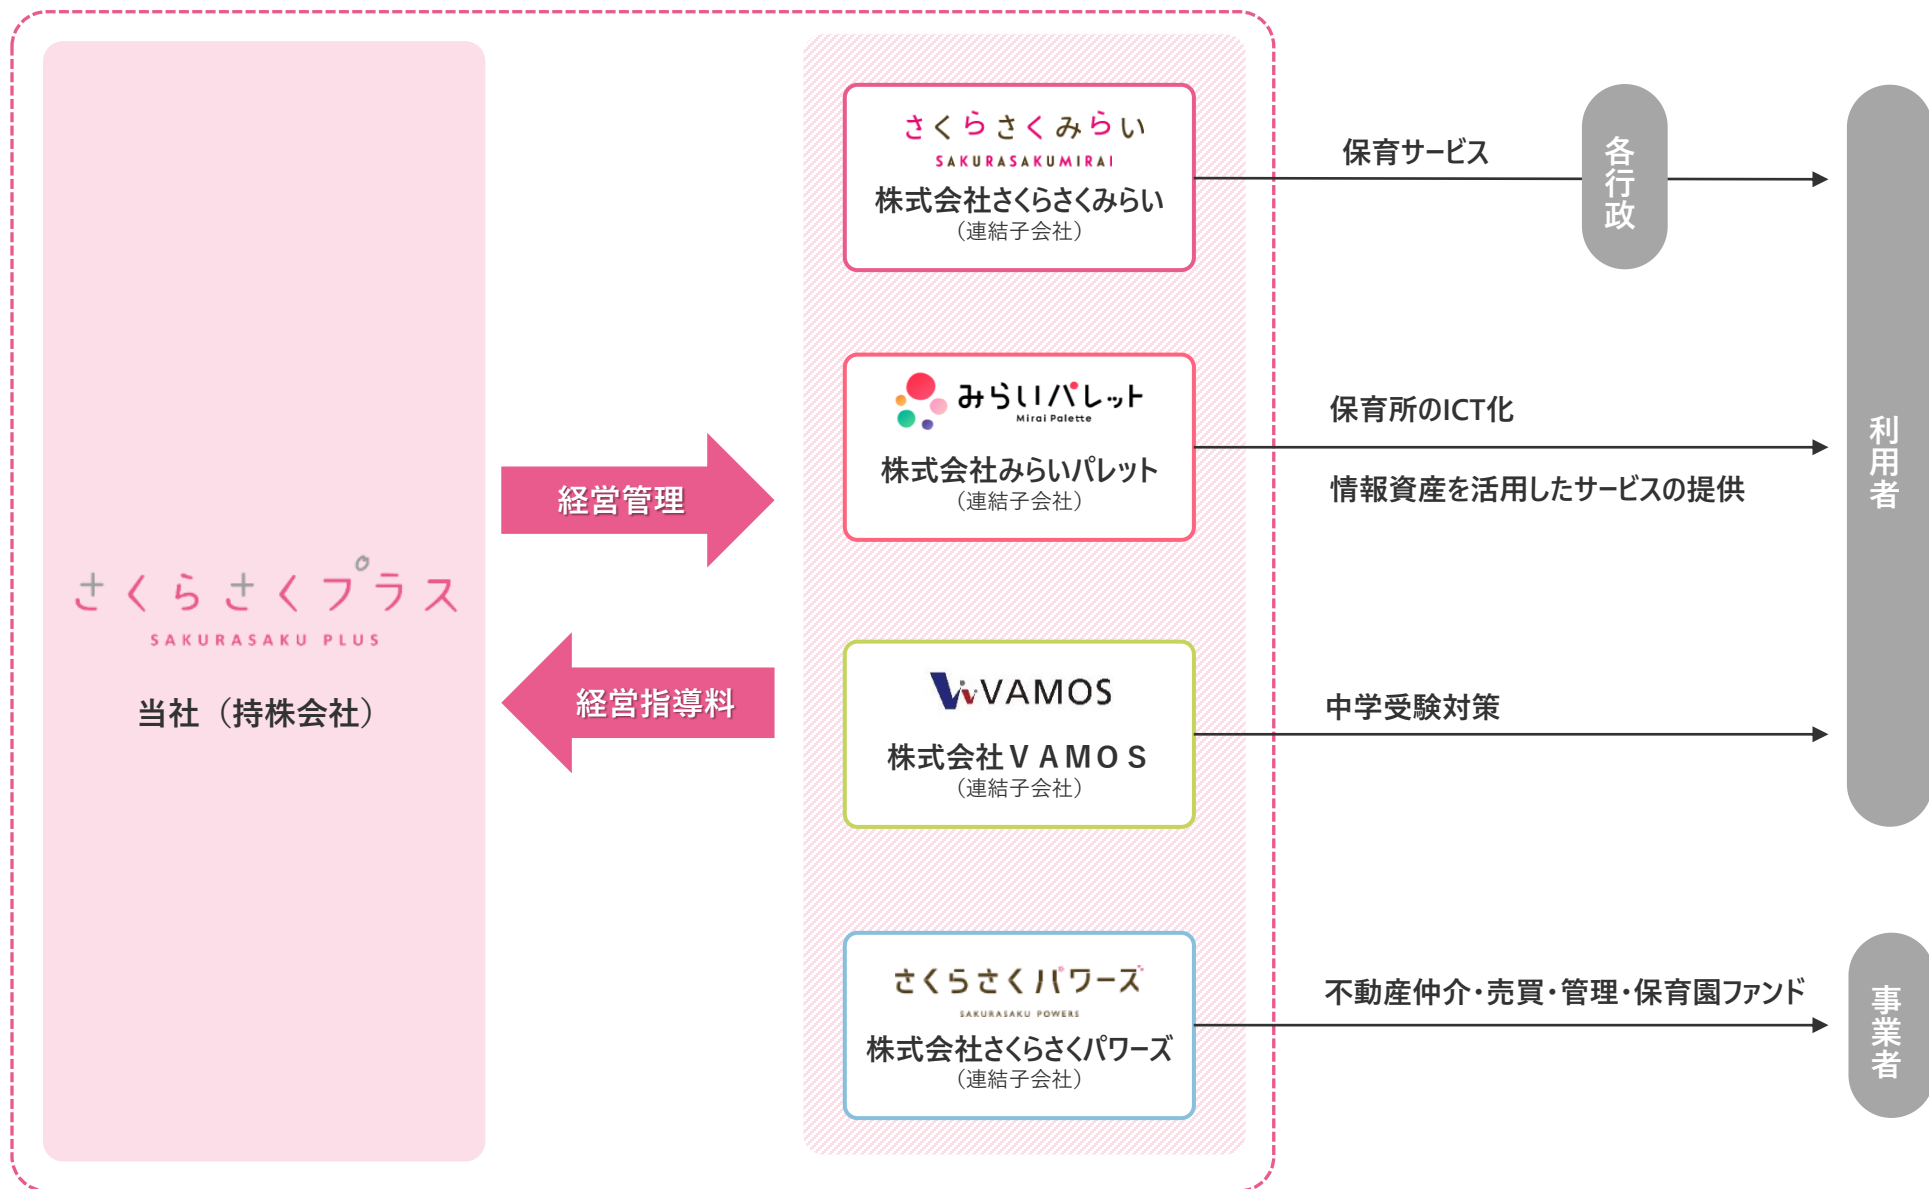 さくらさくプラス
SAKURASAKU PLUS
当社（持株会社）
経営管理
経営指導料
さくらさくみらい
SAKURASAKUMIRAI
株式会社さくらさくみらい
（連結子会社）
保育サービス
各行政
みらいパレット
Mirai Palette
株式会社みらいパレット
（連結子会社）
保育所のICT化
情報資産を活用したサービスの提供
VAMOS
株式会社ＶＡＭＯＳ
（連結子会社）
中学受験対策
利用者
さくらさくパワーズ
SAKURASAKU POWERS
株式会社さくらさくパワーズ
（連結子会社）
不動産仲介・売買・管理・保育園ファンド
事業者